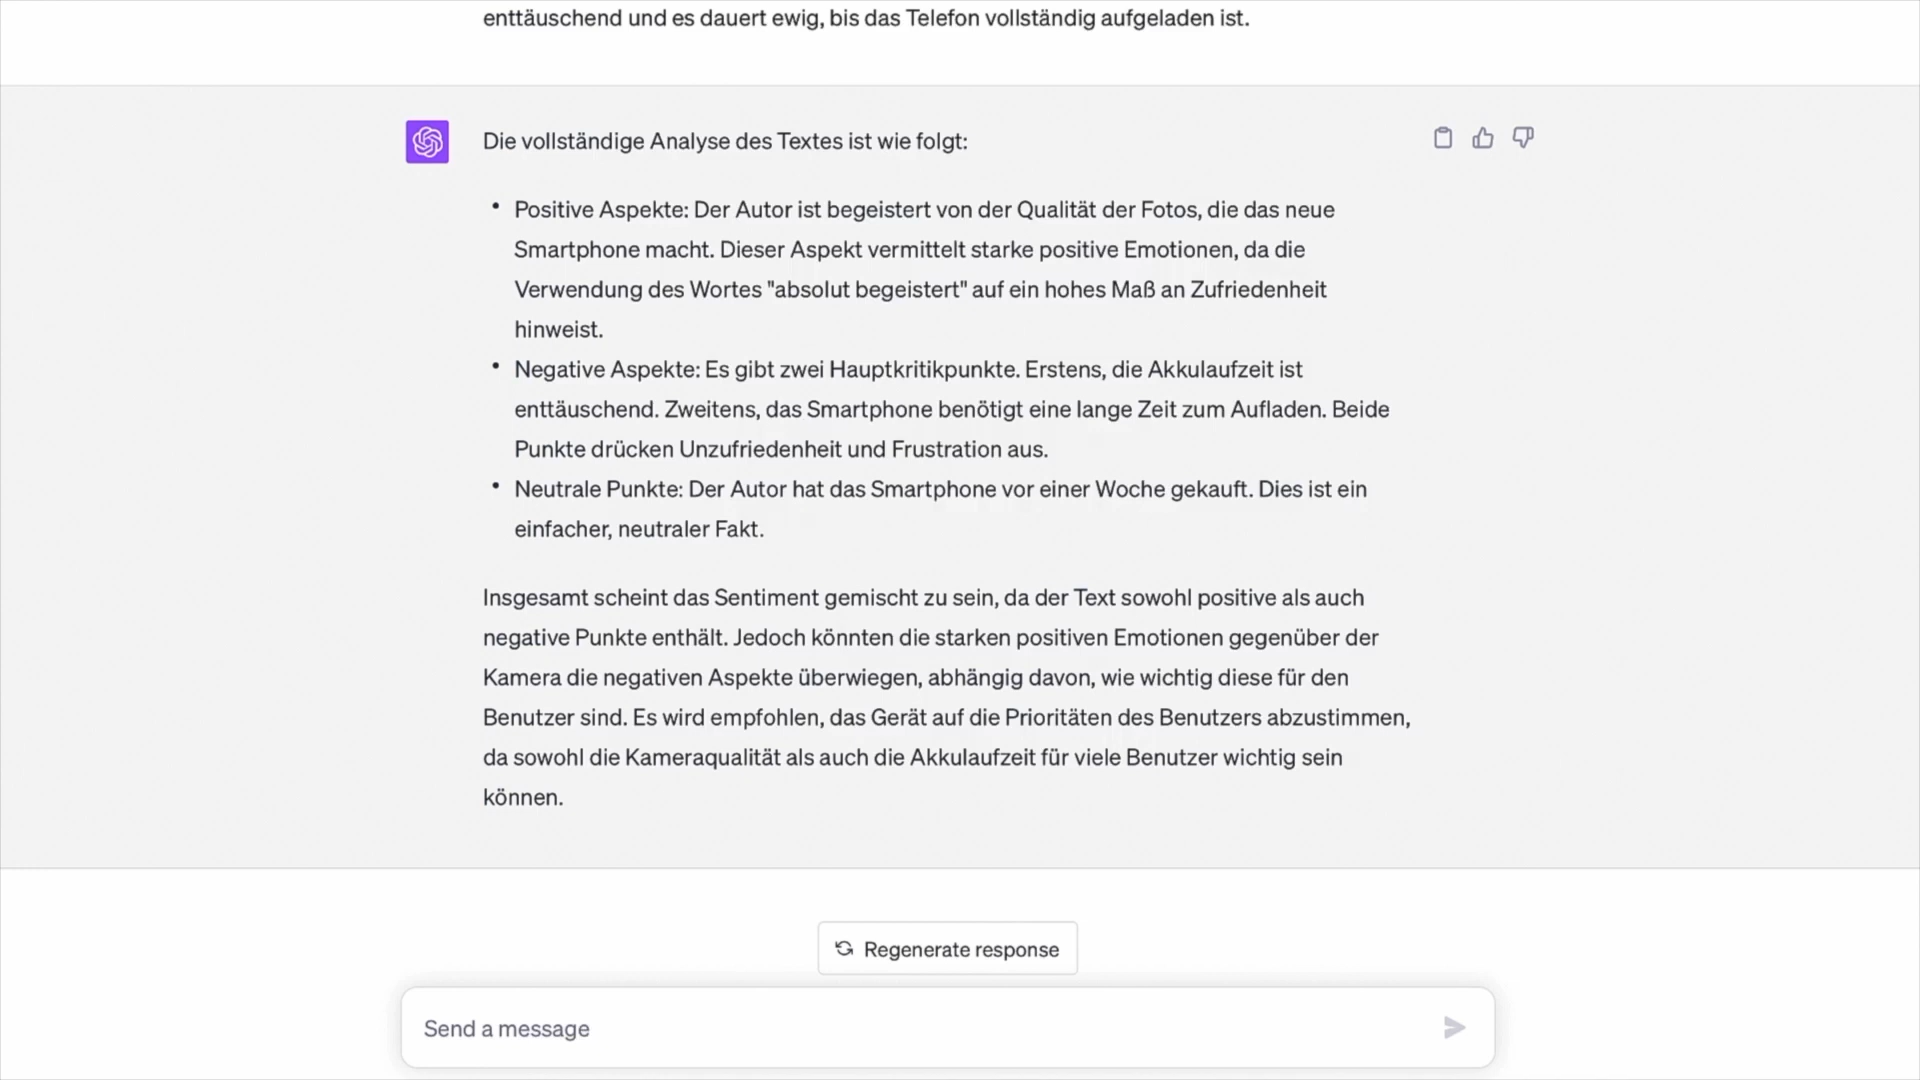 enttäuschend und es dauert ewig, bis das Telefon vollständig aufgeladen ist.
Die vollständige Analyse des Textes ist wie folgt:
• Positive Aspekte: Der Autor ist begeistert von der Qualität der Fotos, die das neue
Smartphone macht. Dieser Aspekt vermittelt starke positive Emotionen, da die
Verwendung des Wortes "absolut begeistert" auf ein hohes Maß an Zufriedenheit
hinweist.
• Negative Aspekte: Es gibt zwei Hauptkritikpunkte. Erstens, die Akkulaufzeit ist
enttäuschend. Zweitens, das Smartphone benötigt eine lange Zeit zum Aufladen. Beide
Punkte drücken Unzufriedenheit und Frustration aus.
• Neutrale Punkte: Der Autor hat das Smartphone vor einer Woche gekauft. Dies ist ein
einfacher, neutraler Fakt.
Insgesamt scheint das Sentiment gemischt zu sein, da der Text sowohl positive als auch
negative Punkte enthält. Jedoch könnten die starken positiven Emotionen gegenüber der
Kamera die negativen Aspekte überwiegen, abhängig davon, wie wichtig diese für den
Benutzer sind. Es wird empfohlen, das Gerät auf die Prioritäten des Benutzers abzustimmen,
da sowohl die Kameraqualität als auch die Akkulaufzeit für viele Benutzer wichtig sein
können.
Regenerate response
Send a message